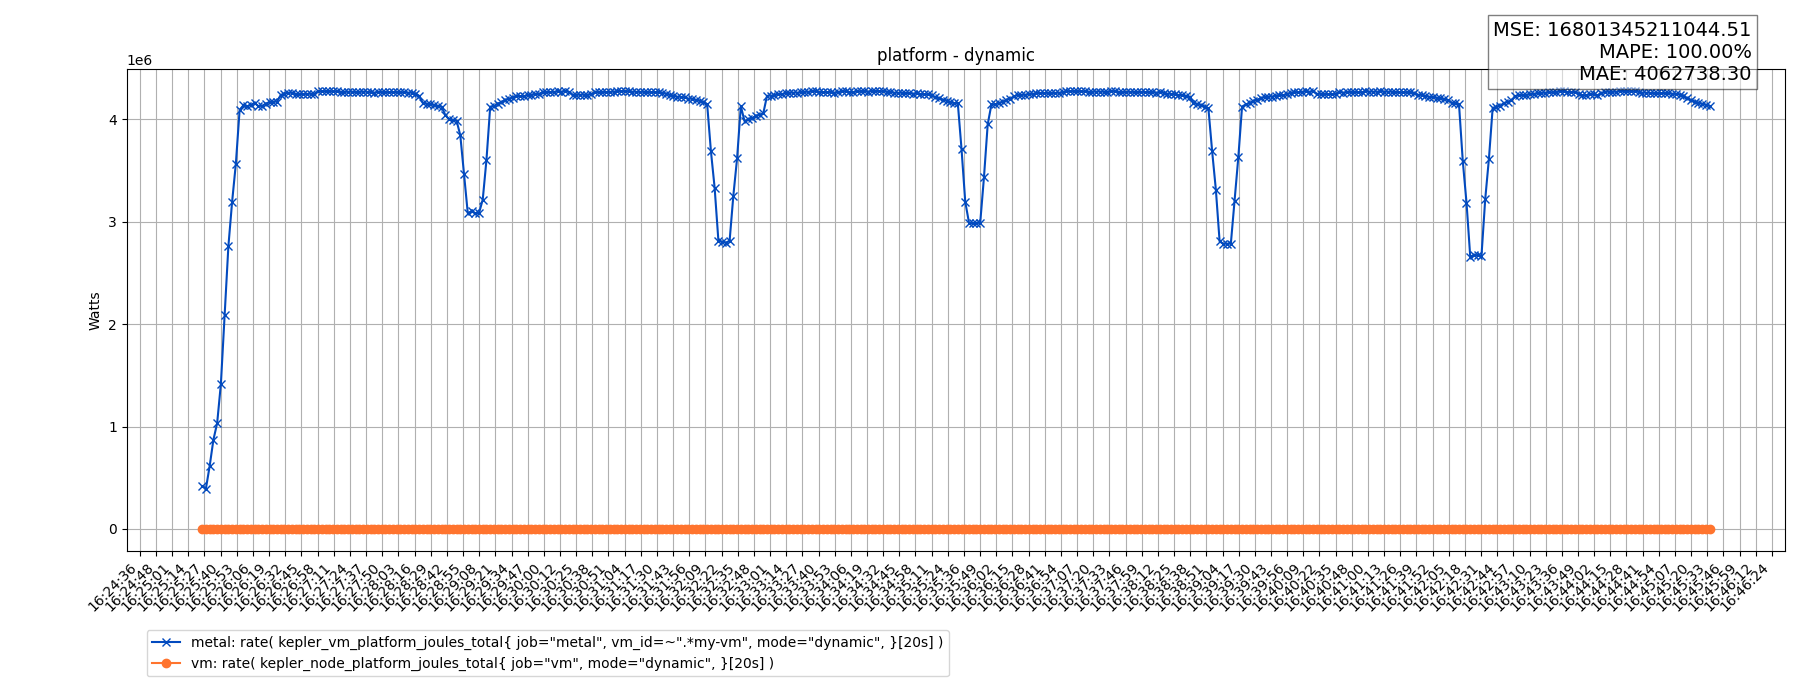 MSE: 16801345211044.51
MAPE: 100.00%
MAE: 4062738.30
platform - dynamic
1e6
4
3
2
1
0
Watts
16:24:36 16:24:48 16:25:01 16:25:14 16:25:27 16:25:40 16:25:53 16:26:06 16:26:19 16:26:32 16:26:45 16:26:58 16:27:11 16:27:24 16:27:37 16:27:50 16:28:03 16:28:16 16:28:29 16:28:42 16:28:55 16:29:08 16:29:21 16:29:34 16:29:47 16:30:00 16:30:12 16:30:25 16:30:38 16:30:51 16:31:04 16:31:17 16:31:30 16:31:43 16:31:56 16:32:09 16:32:22 16:32:35 16:32:48 16:33:01 16:33:14 16:33:27 16:33:40 16:33:53 16:34:06 16:34:19 16:34:32 16:34:45 16:34:58 16:35:11 16:35:24 16:35:36 16:35:49 16:36:02 16:36:15 16:36:28 16:36:41 16:36:54 16:37:07 16:37:20 16:37:33 16:37:46 16:37:59 16:38:12 16:38:25 16:38:38 16:38:51 16:39:04 16:39:17 16:39:30 16:39:43 16:39:56 16:40:09 16:40:22 16:40:35 16:40:48 16:41:00 16:41:13 16:41:26 16:41:39 16:41:52 16:42:05 16:42:18 16:42:31 16:42:44 16:42:57 16:43:10 16:43:23 16:43:36 16:43:49 16:44:02 16:44:15 16:44:28 16:44:41 16:44:54 16:45:07 16:45:20 16:45:33 16:45:46 16:45:59 16:46:12 16:46:24
metal: rate( kepler_vm_platform_joules_total{ job="metal", vm_id=~".*my-vm", mode="dynamic", }[20s] )
vm: rate( kepler_node_platform_joules_total{ job="vm", mode="dynamic", }[20s] )